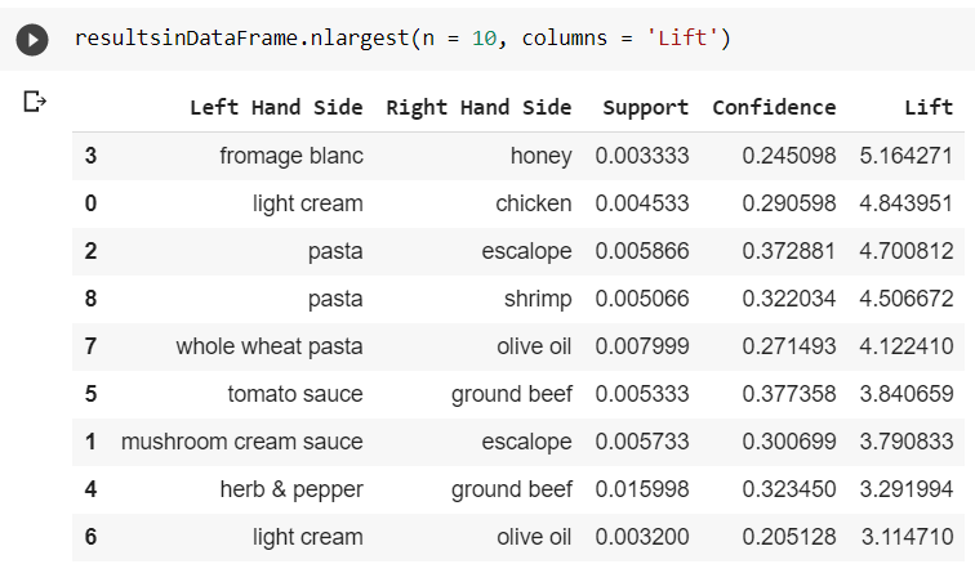 resultsinDataFrame.nlargest(n = 10, columns = 'Lift')
Left Hand Side Right Hand Side Support Confidence Lift
3 fromage blanc honey 0.003333 0.245098 5.164271
0 light cream chicken 0.004533 0.290598 4.843951
2 pasta escalope 0.005866 0.372881 4.700812
8 pasta shrimp 0.005066 0.322034 4.506672
7 whole wheat pasta olive oil 0.007999 0.271493 4.122410
5 tomato sauce ground beef 0.005333 0.377358 3.840659
1 mushroom cream sauce escalope 0.005733 0.300699 3.790833
4 herb & pepper ground beef 0.015998 0.323450 3.291994
6 light cream olive oil 0.003200 0.205128 3.114710